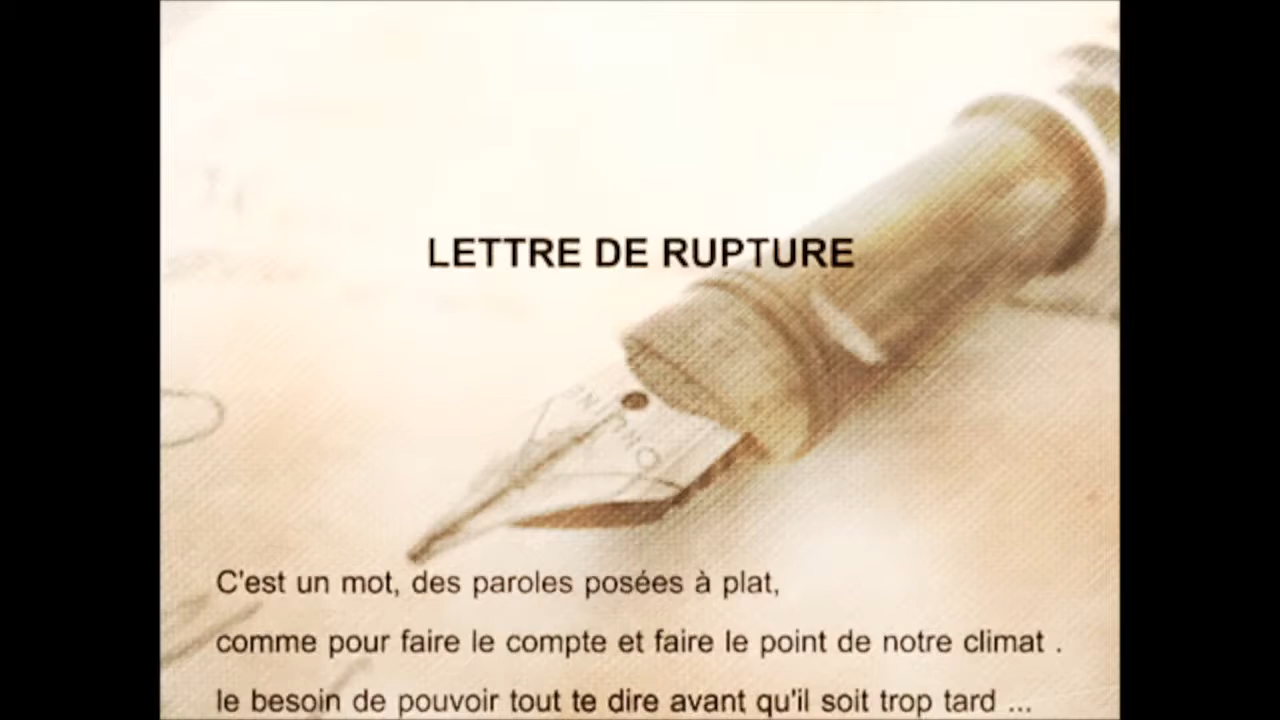 LETTRE DE RUPTURE
C'est un mot, des paroles posées à plat,
comme pour faire le compte et faire le point de notre climat .
le besoin de pouvoir tout te dire avant qu'il soit trop tard ...